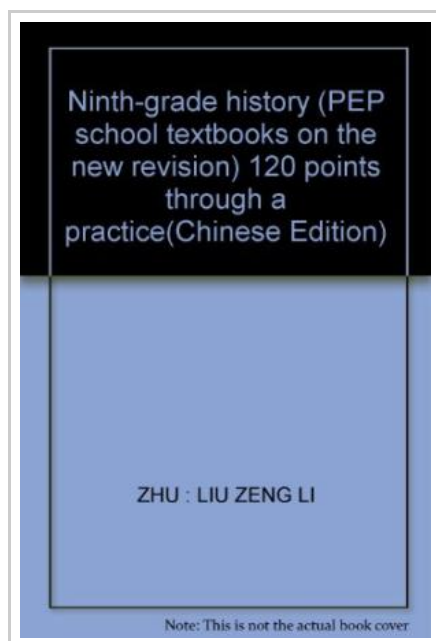 Ninth-grade history (PEP
school textbooks on the
new revision) 120 points
through a
practice(Chinese Edition)
ZHU : LIU ZENG LI
Note: This is not the actual book cover